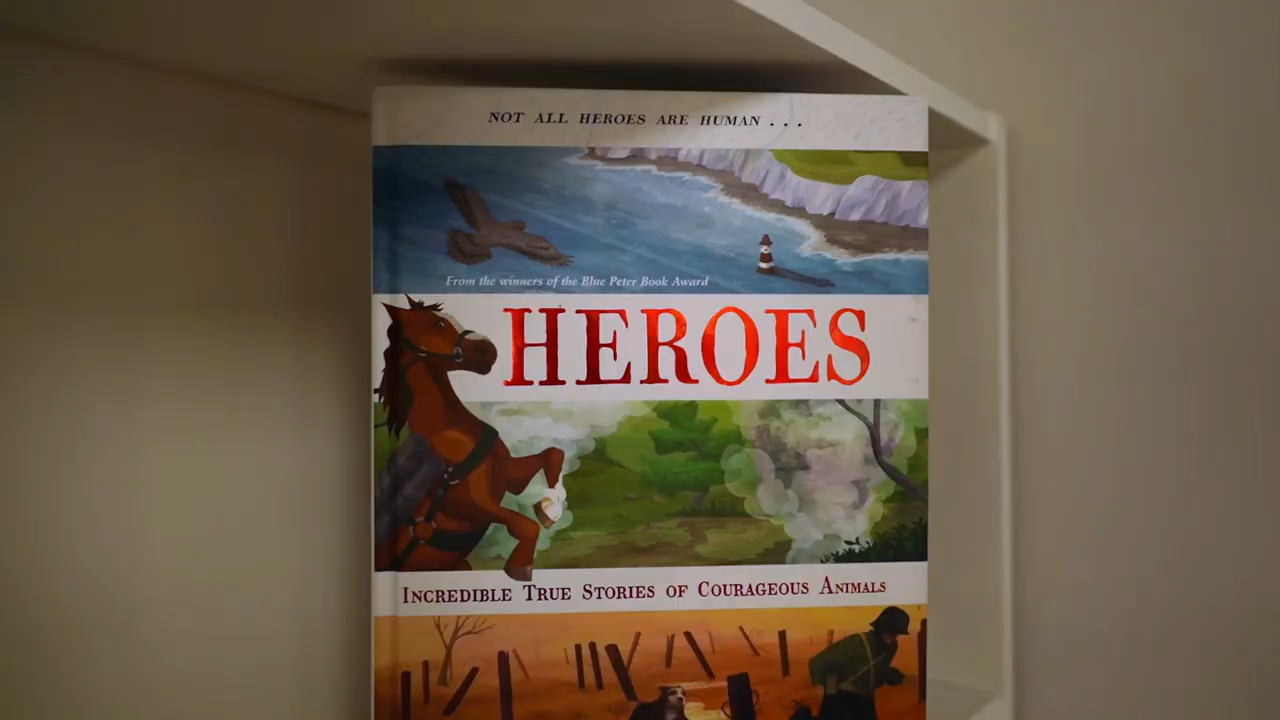 NOT ALL HEROES ARE HUMAN . . .
From the winners of the Blue Peter Book Award
HEROES
INCREDIBLE TRUE STORIES OF COURAGEOUS ANIMALS